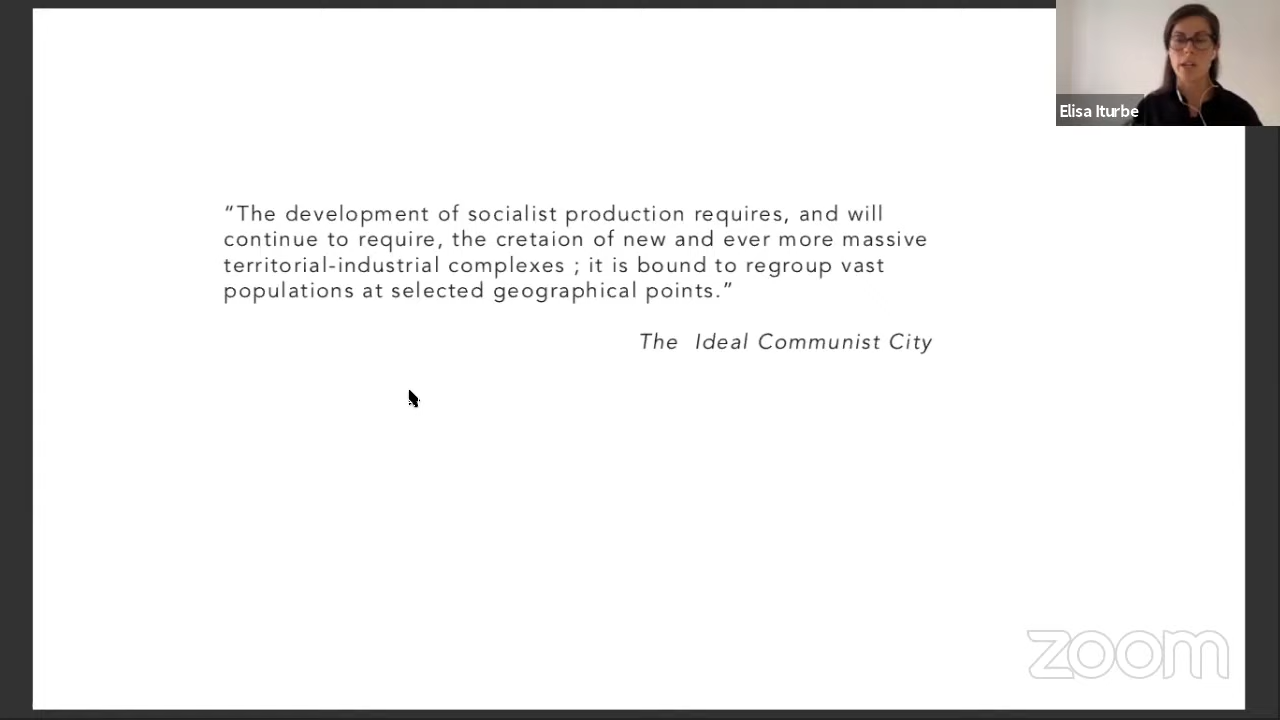 Elisa Iturbe
“The development of socialist production requires, and will
continue to require, the cretaion of new and ever more massive
territorial-industrial complexes ; it is bound to regroup vast
populations at selected geographical points.”
The Ideal Communist City
zoom